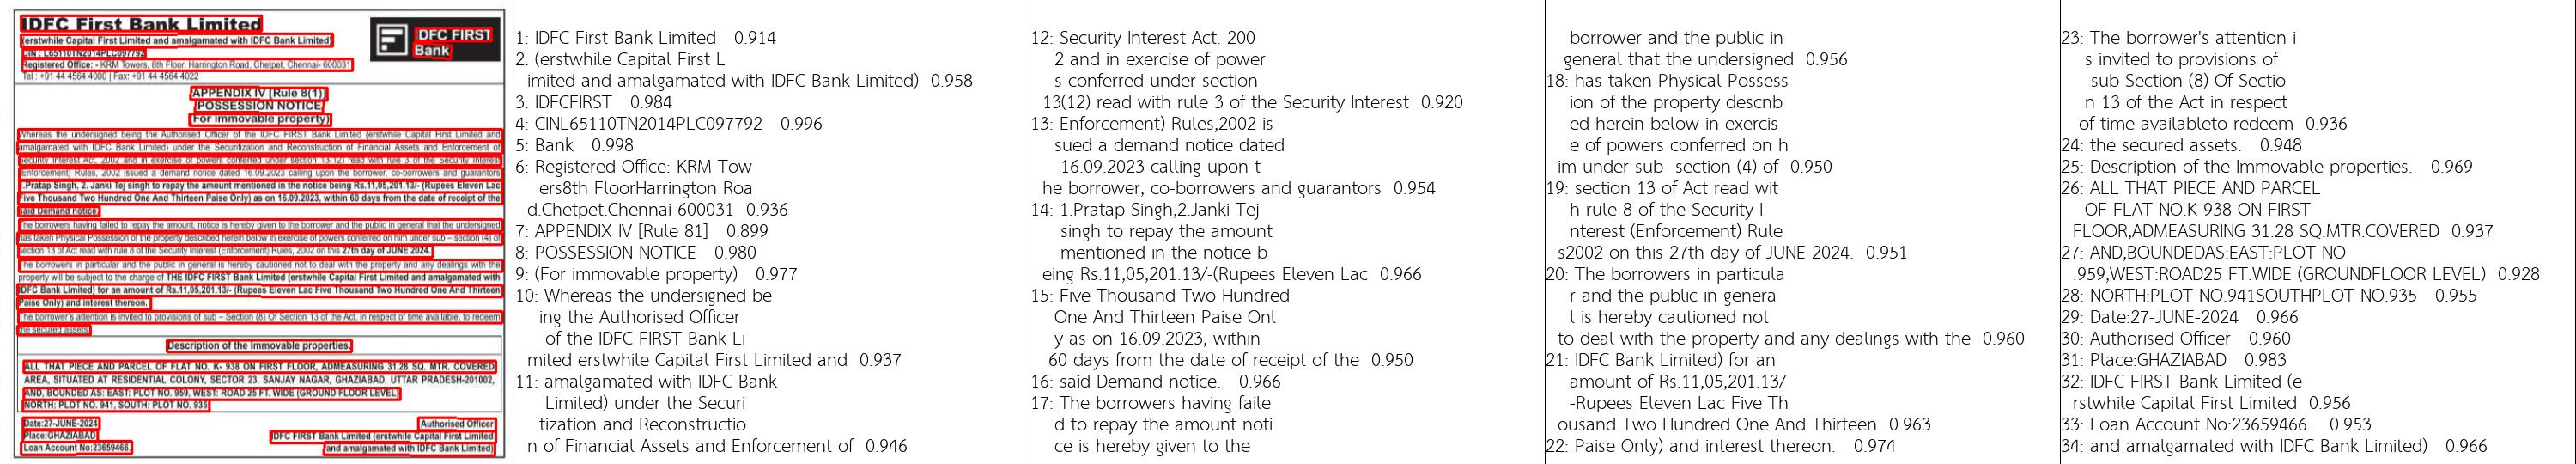 IDFC First Bank Limited
(erstwhile Capital First Limited and amalgamated with IDFC Bank Limited)
CIN : L65110TN2014PLC097792
Registered Office: - KRM Towers, 8th Floor, Harrington Road, Chetpet, Chennai- 600031
Tel : +91 44 4564 4000 | Fax: +91 44 4564 4022
IDFC FIRST
Bank
APPENDIX IV [Rule 8(1)]
POSSESSION NOTICE
(For immovable property)
Whereas the undersigned being the Authorised Officer of the IDFC FIRST Bank Limited (erstwhile Capital First Limited and
amalgamated with IDFC Bank Limited) under the Securitization and Reconstruction of Financial Assets and Enforcement of
Security Interest Act, 2002 and in exercise of powers conferred under section 13(12) read with rule 3 of the Security Interest
(Enforcement) Rules, 2002 issued a demand notice dated 16.09.2023 calling upon the borrower, co-borrowers and guarantors
1.Pratap Singh, 2. Janki Tej singh to repay the amount mentioned in the notice being Rs.11,05,201.13/- (Rupees Eleven Lac
Five Thousand Two Hundred One And Thirteen Paise Only) as on 16.09.2023, within 60 days from the date of receipt of the
said Demand notice.
The borrowers having failed to repay the amount, notice is hereby given to the borrower and the public in general that the undersigned
has taken Physical Possession of the property described herein below in exercise of powers conferred on him under sub – section (4) of
section 13 of Act read with rule 8 of the Security Interest (Enforcement) Rules, 2002 on this 27th day of JUNE 2024.
The borrowers in particular and the public in general is hereby cautioned not to deal with the property and any dealings with the
property will be subject to the charge of THE IDFC FIRST Bank Limited (erstwhile Capital First Limited and amalgamated with
IDFC Bank Limited) for an amount of Rs.11,05,201.13/- (Rupees Eleven Lac Five Thousand Two Hundred One And Thirteen
Paise Only) and interest thereon.
The borrower's attention is invited to provisions of sub – Section (8) Of Section 13 of the Act, in respect of time available, to redeem
the secured assets.
Description of the Immovable properties.
ALL THAT PIECE AND PARCEL OF FLAT NO. K- 938 ON FIRST FLOOR, ADMEASURING 31.28 SQ. MTR. COVERED
AREA, SITUATED AT RESIDENTIAL COLONY, SECTOR 23, SANJAY NAGAR, GHAZIABAD, UTTAR PRADESH-201002,
AND, BOUNDED AS: EAST: PLOT NO. 959, WEST: ROAD 25 FT. WIDE (GROUND FLOOR LEVEL)
NORTH: PLOT NO. 941, SOUTH: PLOT NO. 935
Date:27-JUNE-2024
Place:GHAZIABAD
Loan Account No:23659466.
Authorised Officer
IDFC FIRST Bank Limited (erstwhile Capital First Limited
and amalgamated with IDFC Bank Limited)
1: IDFC First Bank Limited 0.914
2: (erstwhile Capital First L
imited and amalgamated with IDFC Bank Limited) 0.958
3: IDFCFIRST 0.984
4: CINL65110TN2014PLC097792 0.996
5: Bank 0.998
6: Registered Office:-KRM Tow
ers8th FloorHarrington Roa
d.Chetpet.Chennai-600031 0.936
7: APPENDIX IV [Rule 81] 0.899
8: POSSESSION NOTICE 0.980
9: (For immovable property) 0.977
10: Whereas the undersigned be
ing the Authorised Officer
of the IDFC FIRST Bank Li
mited erstwhile Capital First Limited and 0.937
11: amalgamated with IDFC Bank
Limited) under the Securi
tization and Reconstructio
n of Financial Assets and Enforcement of 0.946
12: Security Interest Act. 200
2 and in exercise of power
s conferred under section
13(12) read with rule 3 of the Security Interest 0.920
13: Enforcement) Rules,2002 is
sued a demand notice dated
16.09.2023 calling upon t
he borrower, co-borrowers and guarantors 0.954
14: 1.Pratap Singh,2.Janki Tej
singh to repay the amount
mentioned in the notice b
eing Rs.11,05,201.13/-(Rupees Eleven Lac 0.966
15: Five Thousand Two Hundred
One And Thirteen Paise Onl
y as on 16.09.2023, within
60 days from the date of receipt of the 0.950
16: said Demand notice. 0.966
17: The borrowers having faile
d to repay the amount noti
ce is hereby given to the
borrower and the public in
general that the undersigned 0.956
18: has taken Physical Possess
ion of the property descnb
ed herein below in exercis
e of powers conferred on h
im under sub- section (4) of 0.950
19: section 13 of Act read wit
h rule 8 of the Security I
nterest (Enforcement) Rule
s2002 on this 27th day of JUNE 2024. 0.951
20: The borrowers in particula
r and the public in genera
l is hereby cautioned not
to deal with the property and any dealings with the 0.960
21: IDFC Bank Limited) for an
amount of Rs.11,05,201.13/
-Rupees Eleven Lac Five Th
ousand Two Hundred One And Thirteen 0.963
22: Paise Only) and interest thereon. 0.974
23: The borrower's attention i
s invited to provisions of
sub-Section (8) Of Sectio
n 13 of the Act in respect
of time availableto redeem 0.936
24: the secured assets. 0.948
25: Description of the Immovable properties. 0.969
26: ALL THAT PIECE AND PARCEL
OF FLAT NO.K-938 ON FIRST
FLOOR,ADMEASURING 31.28 SQ.MTR.COVERED 0.937
27: AND,BOUNDEDAS:EAST:PLOT NO
.959,WEST:ROAD25 FT.WIDE (GROUNDFLOOR LEVEL) 0.928
28: NORTH:PLOT NO.941SOUTHPLOT NO.935 0.955
29: Date:27-JUNE-2024 0.966
30: Authorised Officer 0.960
31: Place:GHAZIABAD 0.983
32: IDFC FIRST Bank Limited (e
rstwhile Capital First Limited 0.956
33: Loan Account No:23659466. 0.953
34: and amalgamated with IDFC Bank Limited) 0.966